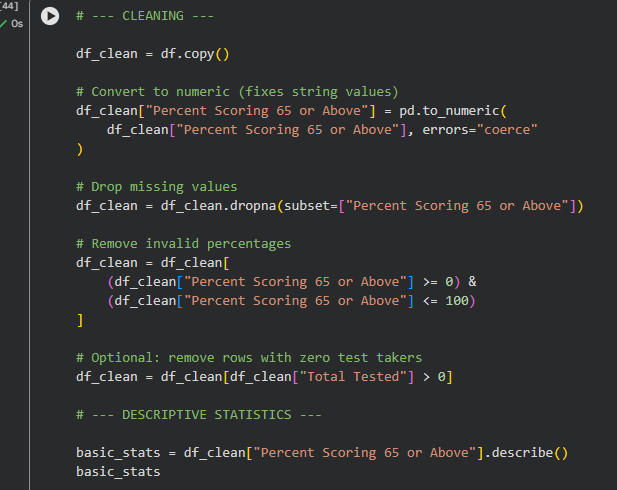 [44]
0s
# --- CLEANING ---
df_clean = df.copy()
# Convert to numeric (fixes string values)
df_clean["Percent Scoring 65 or Above"] = pd.to_numeric(
    df_clean["Percent Scoring 65 or Above"], errors="coerce"
)
# Drop missing values
df_clean = df_clean.dropna(subset=["Percent Scoring 65 or Above"])
# Remove invalid percentages
df_clean = df_clean[
    (df_clean["Percent Scoring 65 or Above"] >= 0) &
    (df_clean["Percent Scoring 65 or Above"] <= 100)
]
# Optional: remove rows with zero test takers
df_clean = df_clean[df_clean["Total Tested"] > 0]
# --- DESCRIPTIVE STATISTICS ---
basic_stats = df_clean["Percent Scoring 65 or Above"].describe()
basic_stats